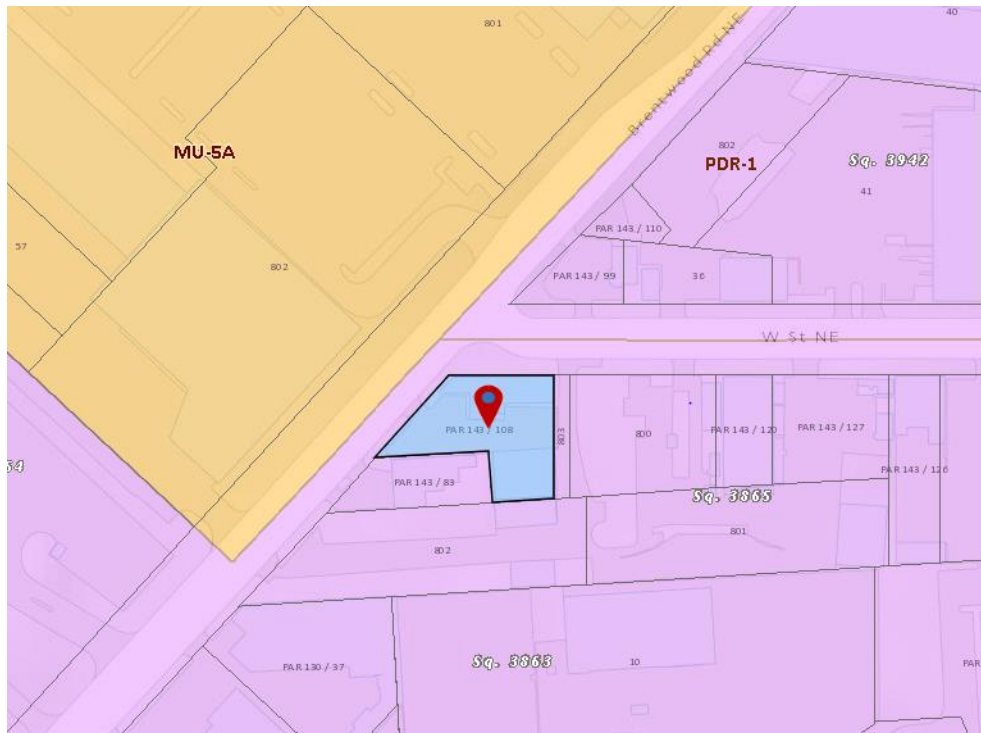 801
40
Brentwood Rd NE
MU-5A
802
PDR-1
Sq. 3942
41
PAR 143 / 110
57
802
PAR 143 / 99
36
W St NE
PAR 143 / 108
803
800
PAR 143 / 120
PAR 143 / 127
54
PAR 143 / 83
PAR 143 / 126
Sq. 3865
801
802
Sq. 3863
10
PAR 130 / 37
PAR